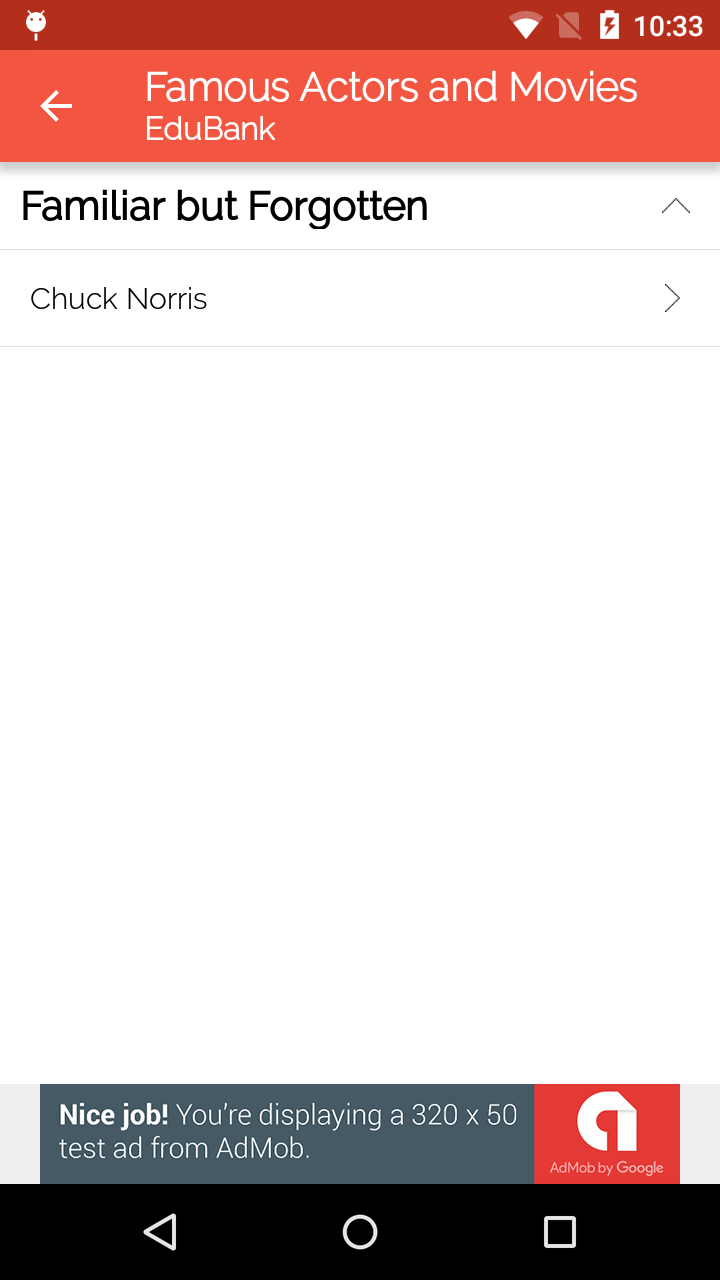 10:33
Famous Actors and Movies
EduBank
Familiar but Forgotten
Chuck Norris
Nice job! You're displaying a 320 x 50
test ad from AdMob.
AdMob by Google